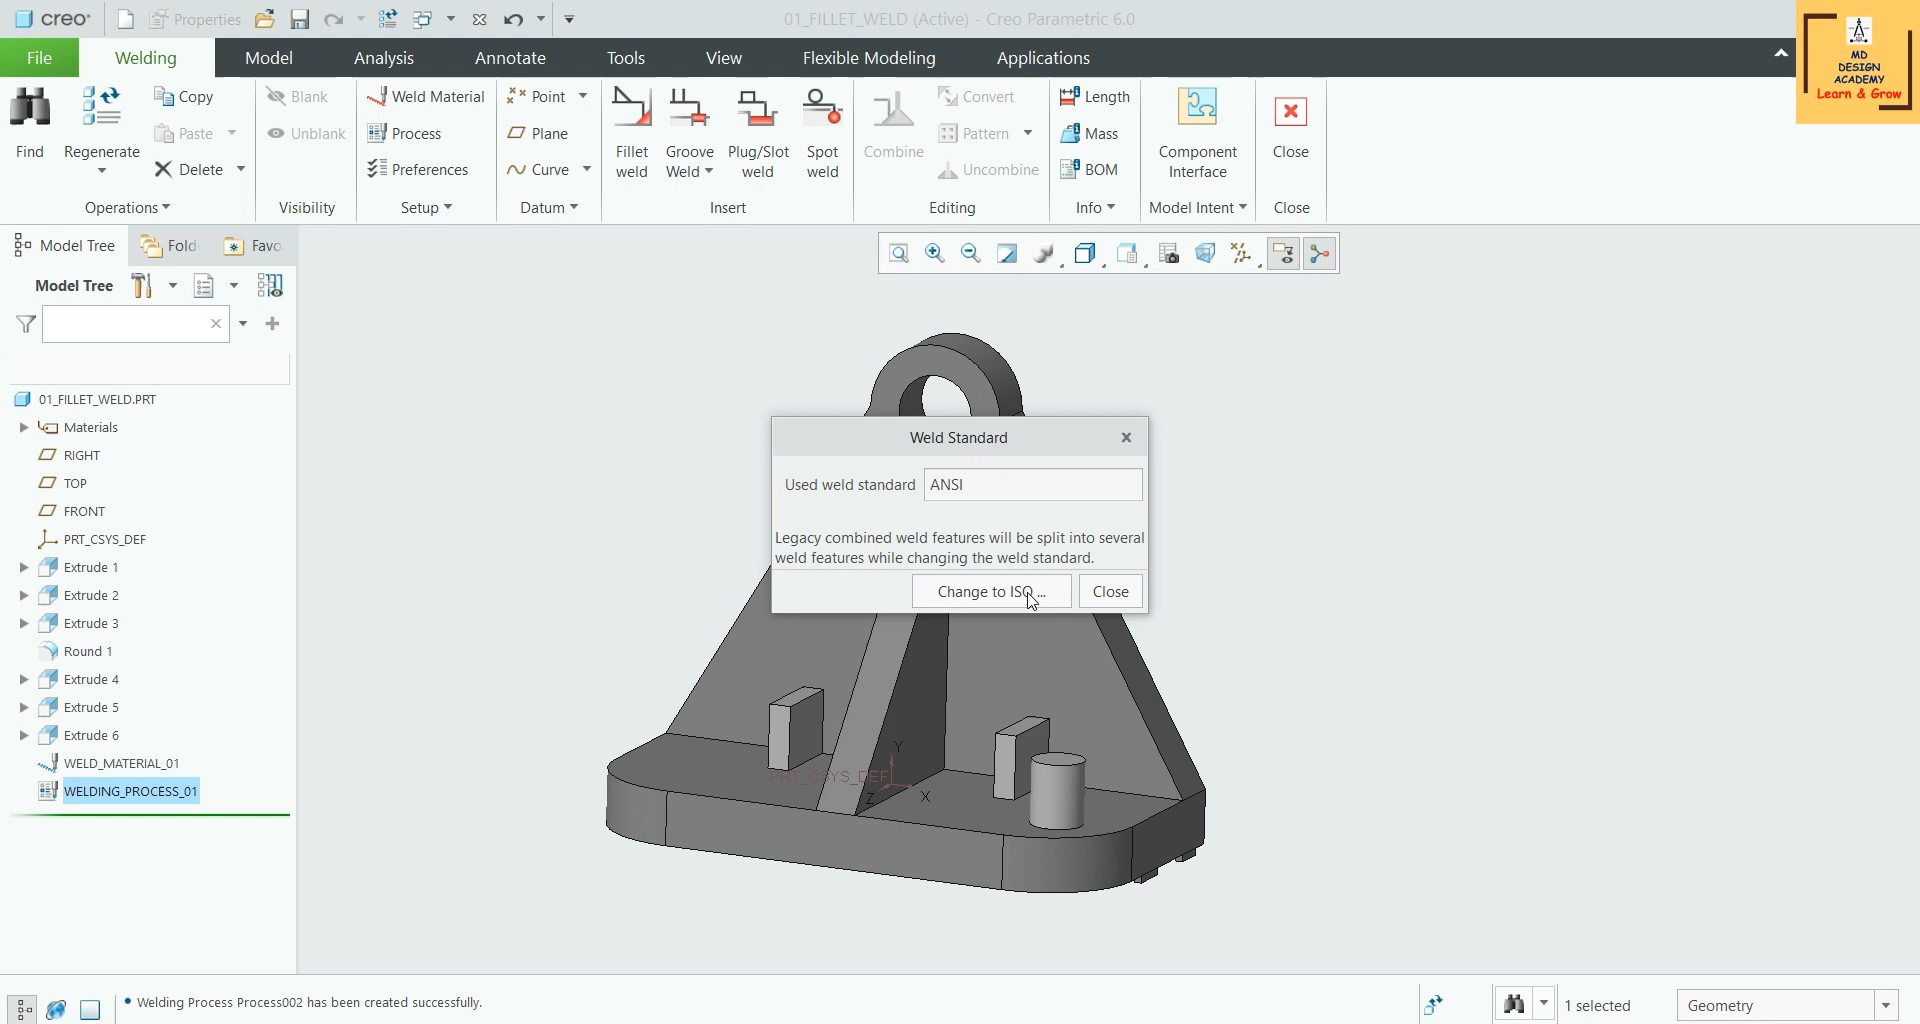 creo
Properties
01_FILLET_WELD (Active) - Creo Parametric 6.0
File
Welding
Model
Analysis
Annotate
Tools
View
Flexible Modeling
Applications
MD
DESIGN
ACADEMY
Learn & Grow
Find
Regenerate
Copy
Paste
Delete
Operations
Blank
Unblank
Visibility
Weld Material
Process
Preferences
Setup
Point
Plane
Curve
Datum
Fillet
weld
Groove
Weld
Plug/Slot
weld
Spot
weld
Insert
Combine
Convert
Pattern
Uncombine
Editing
Length
Mass
BOM
Info
Component
Interface
Model Intent
Close
Close
Model Tree
Fold
Favo
Model Tree
01_FILLET_WELD.PRT
Materials
RIGHT
TOP
FRONT
PRT_CSYS_DEF
Extrude 1
Extrude 2
Extrude 3
Round 1
Extrude 4
Extrude 5
Extrude 6
WELD_MATERIAL_01
WELDING_PROCESS_01
Weld Standard
Used weld standard
ANSI
Legacy combined weld features will be split into several
weld features while changing the weld standard.
Change to ISO ...
Close
Y
PRT_CSYS_DEF
Z
X
Welding Process Process002 has been created successfully.
1 selected
Geometry